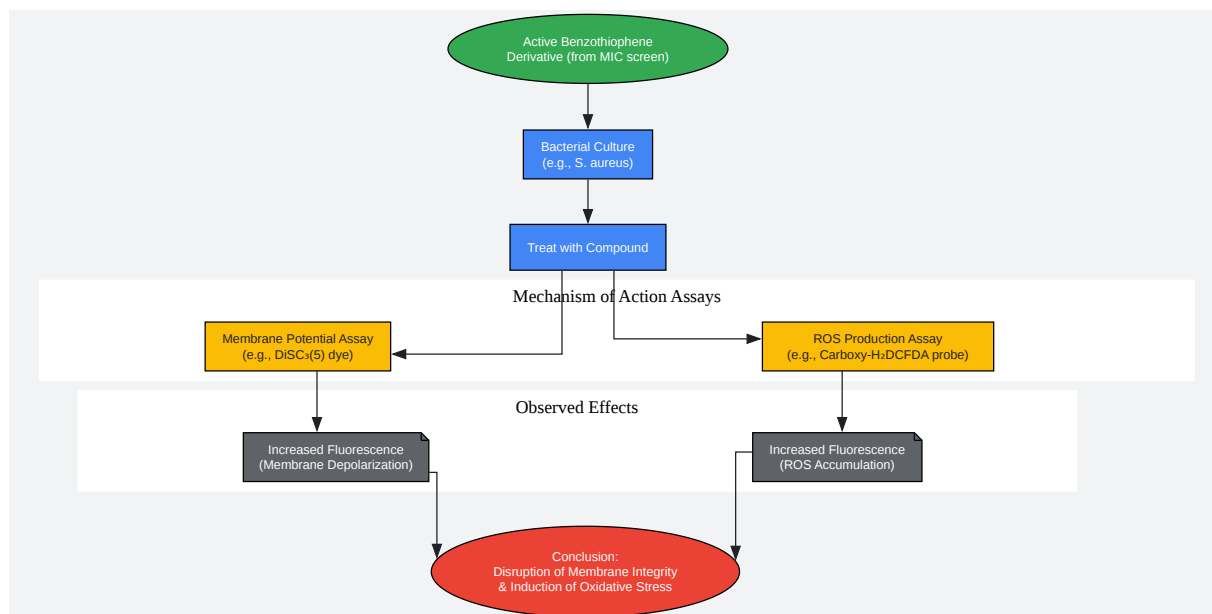 Active Benzothiophene
Derivative (from MIC screen)
Bacterial Culture
(e.g., S. aureus)
Treat with Compound
Mechanism of Action Assays
Membrane Potential Assay
(e.g., DiSC₃(5) dye)
ROS Production Assay
(e.g., Carboxy-H₂DCFDA probe)
Observed Effects
Increased Fluorescence
(Membrane Depolarization)
Increased Fluorescence
(ROS Accumulation)
Conclusion:
Disruption of Membrane Integrity
& Induction of Oxidative Stress